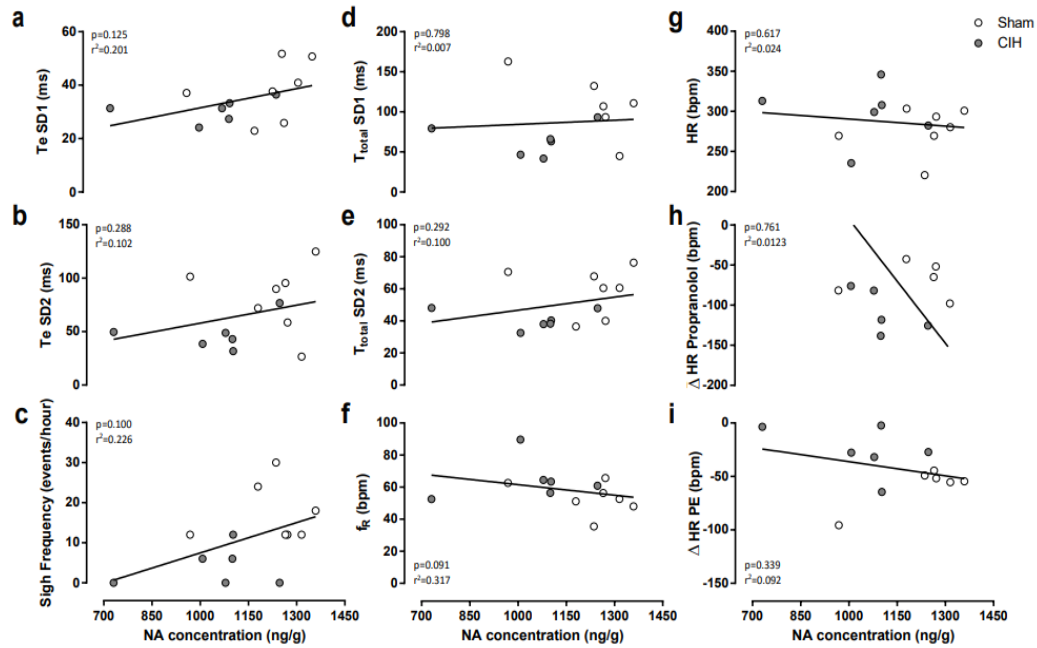 a
p=0.125
r²=0.201
60
40
20
0
Te SD1 (ms)
d
p=0.798
r²=0.007
200
150
100
50
0
Ttotal SD1 (ms)
g
p=0.617
r²=0.024
350
300
250
200
HR (bpm)
Sham
CIH
b
p=0.288
r²=0.102
150
100
50
0
Te SD2 (ms)
e
p=0.292
r²=0.100
100
80
60
40
20
0
Ttotal SD2 (ms)
h
p=0.761
r²=0.0123
0
-50
-100
-150
-200
Δ HR Propranolol (bpm)
c
p=0.100
r²=0.226
40
30
20
10
0
Sigh Frequency (events/hour)
700 850 1000 1150 1300 1450
NA concentration (ng/g)
f
100
80
60
40
20
0
fR (bpm)
p=0.091
r²=0.317
700 850 1000 1150 1300 1450
NA concentration (ng/g)
i
0
-50
-100
-150
Δ HR PE (bpm)
p=0.339
r²=0.092
700 850 1000 1150 1300 1450
NA concentration (ng/g)